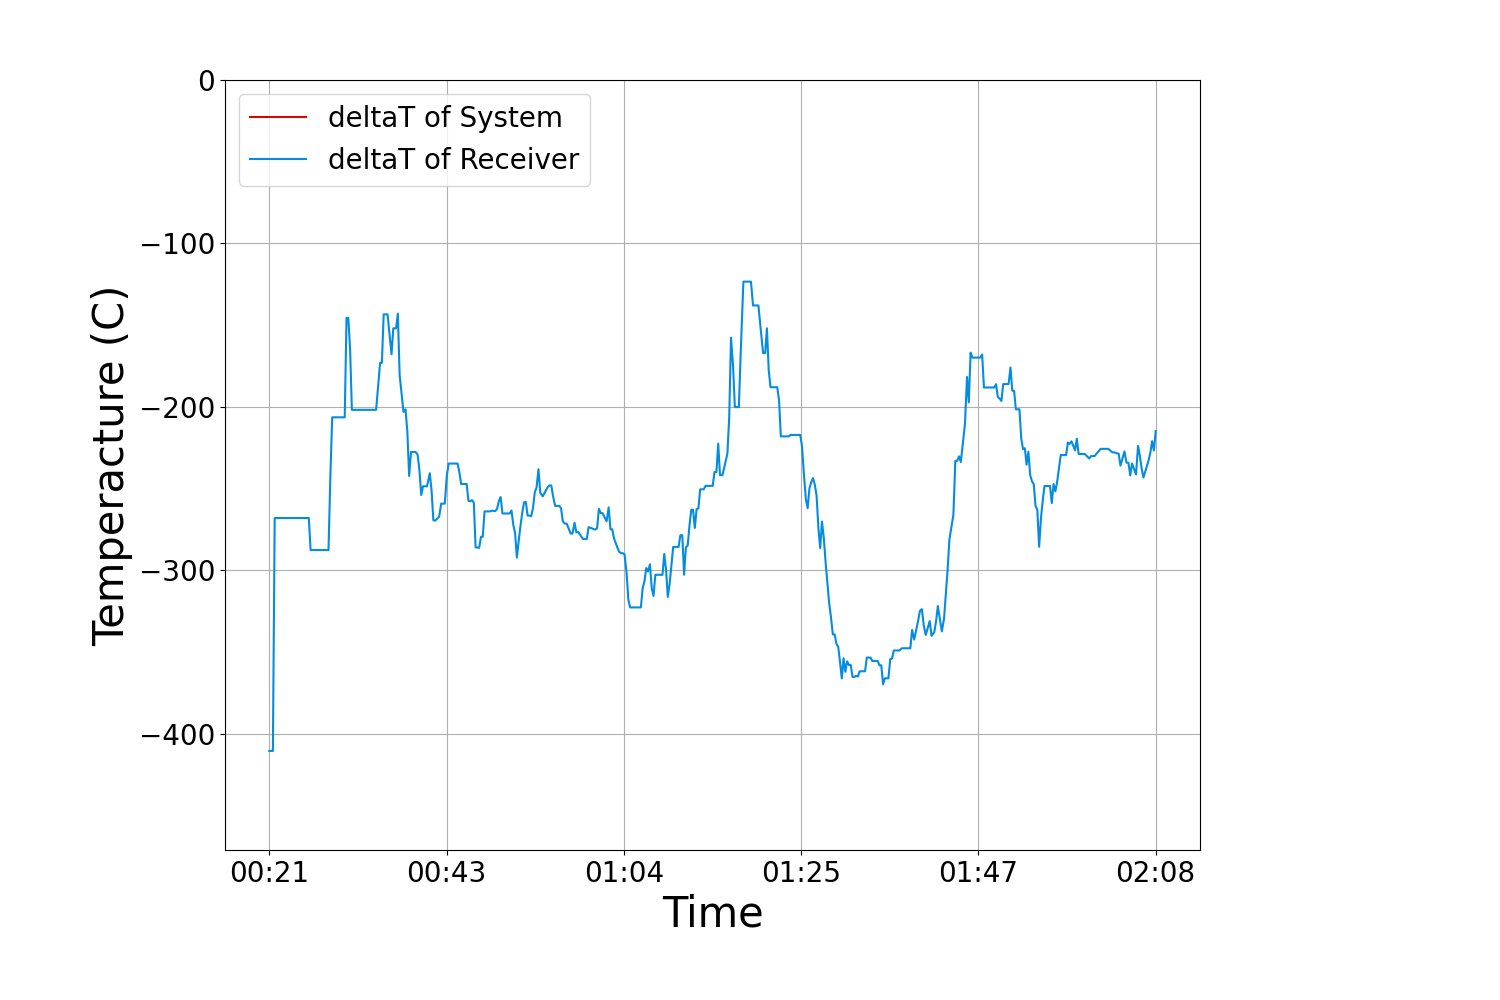 0
−100
−200
−300
−400
deltaT of System
deltaT of Receiver
Temperacture (C)
00:21 00:43 01:04 01:25 01:47 02:08
Time